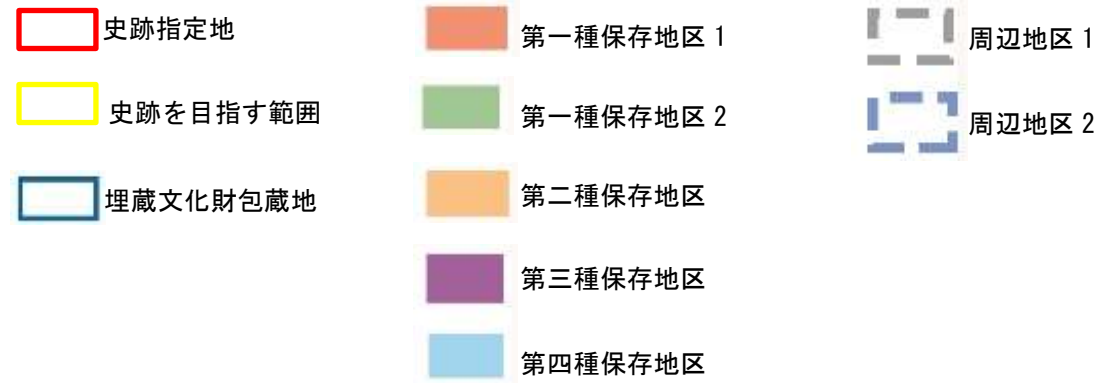 史跡指定地
史跡を目指す範囲
埋蔵文化財包蔵地
第一種保存地区 1
第一種保存地区 2
第二種保存地区
第三種保存地区
第四種保存地区
周辺地区 1
周辺地区 2